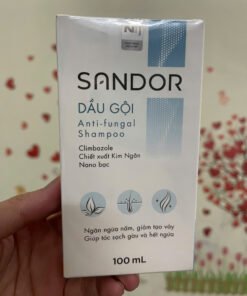 SANDOR
DẦU GỘI
Anti-fungal
Shampoo
Climbazole
Chiết xuất Kim Ngân
Nano bạc
Ngăn ngừa nấm, giảm tạo vảy
Giúp tóc sạch gàu và hết ngứa
100 mL